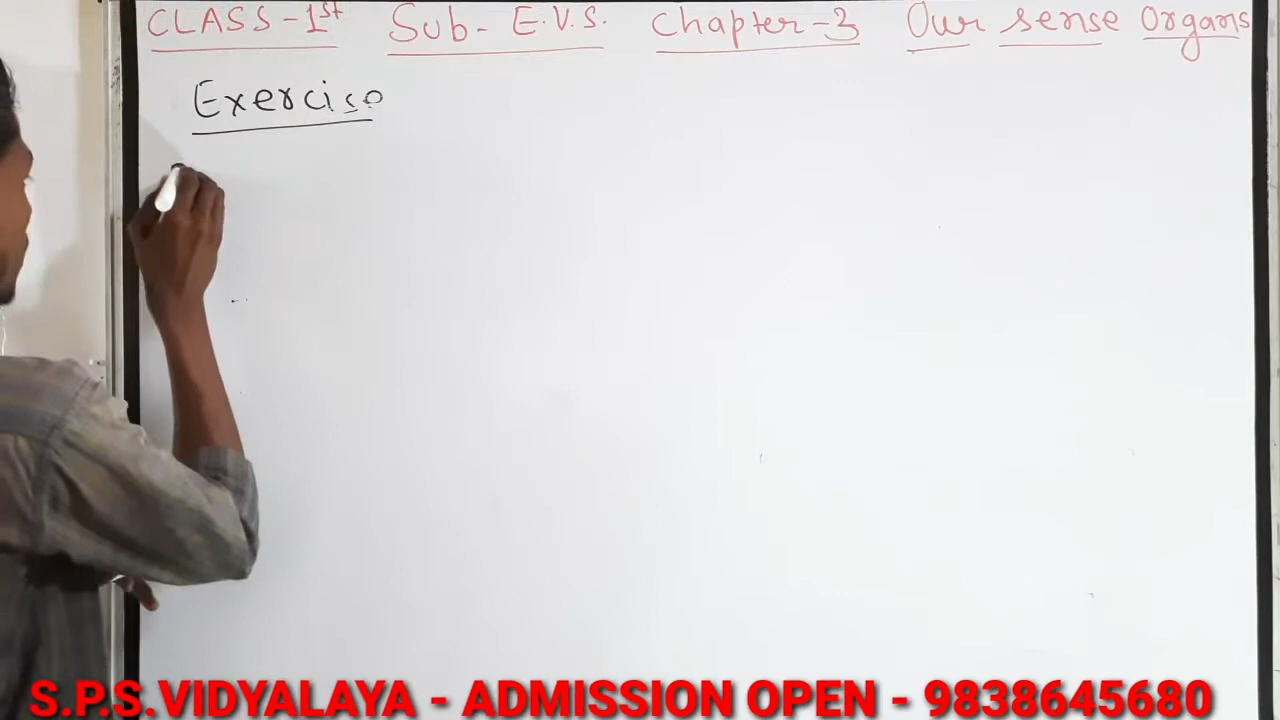 CLASS-1st Sub- E.V.S. Chapter-3 Our sense Organs
Exercise
S.P.S.VIDYALAYA - ADMISSION OPEN - 9838645680